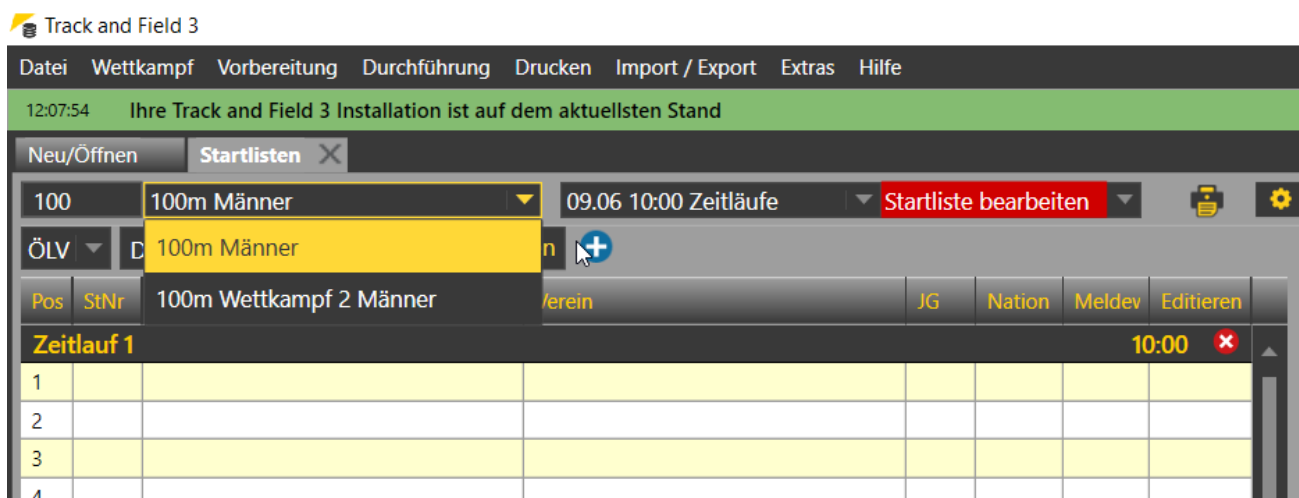 Track and Field 3
Datei Wettkampf Vorbereitung Durchführung Drucken Import / Export Extras Hilfe
12:07:54 Ihre Track and Field 3 Installation ist auf dem aktuellsten Stand
Neu/Öffnen Startlisten
100 100m Männer 09.06 10:00 Zeitläufe Startliste bearbeiten
ÖLV D 100m Männer n
Pos StNr 100m Wettkampf 2 Männer Verein JG Nation Meldew Editieren
Zeitlauf 1 10:00
1
2
3
4